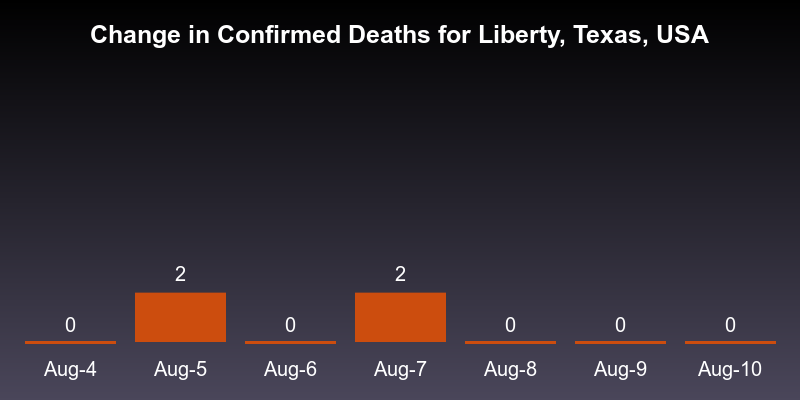 Change in Confirmed Deaths for Liberty, Texas, USA
2 2
0 0 0 0 0
Aug-4 Aug-5 Aug-6 Aug-7 Aug-8 Aug-9 Aug-10